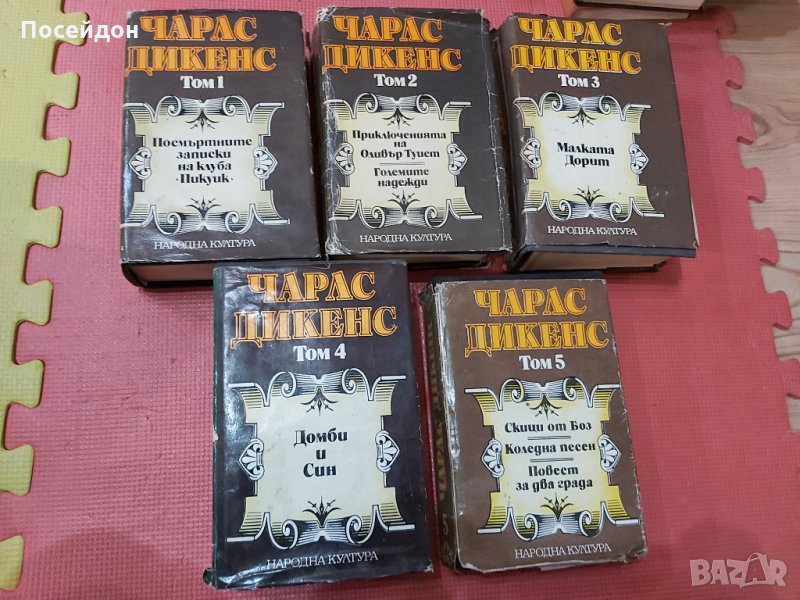 Посейдон
ЧАРЛС
ДИКЕНС
Том 1
Посмъртните
записки
на клуба
"Пикуик"
НАРОДНА КУЛТУРА
ЧАРЛС
ДИКЕНС
Том 2
Приключенията
на
Оливър Туист
Големите
надежди
НАРОДНА КУЛТУРА
ЧАРЛС
ДИКЕНС
Том 3
Малката
Дорит
НАРОДНА КУЛТУРА
ЧАРЛС
ДИКЕНС
Том 4
Домби
и
Син
НАРОДНА КУЛТУРА
ЧАРЛС
ДИКЕНС
Том 5
Скици от Боз
Коледна песен
Повест
за два града
НАРОДНА КУЛТУРА
BAZAR